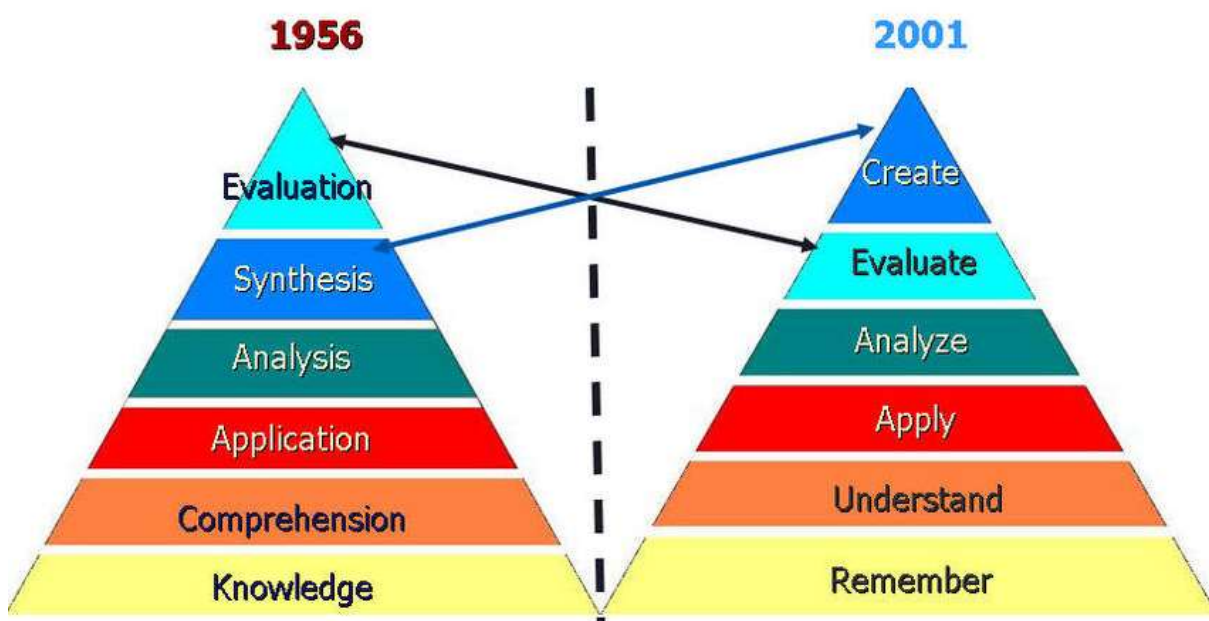 1956
Evaluation
Synthesis
Analysis
Application
Comprehension
Knowledge
2001
Create
Evaluate
Analyze
Apply
Understand
Remember